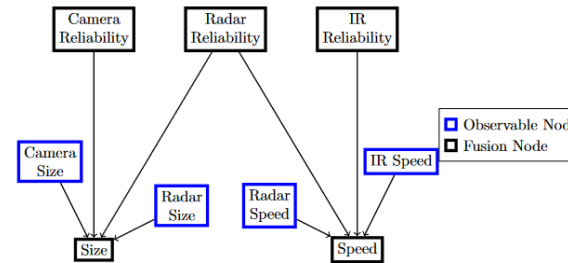 Camera
Reliability
Radar
Reliability
IR
Reliability
Observable Node
Fusion Node
Camera
Size
IR Speed
Radar
Size
Radar
Speed
Size
Speed